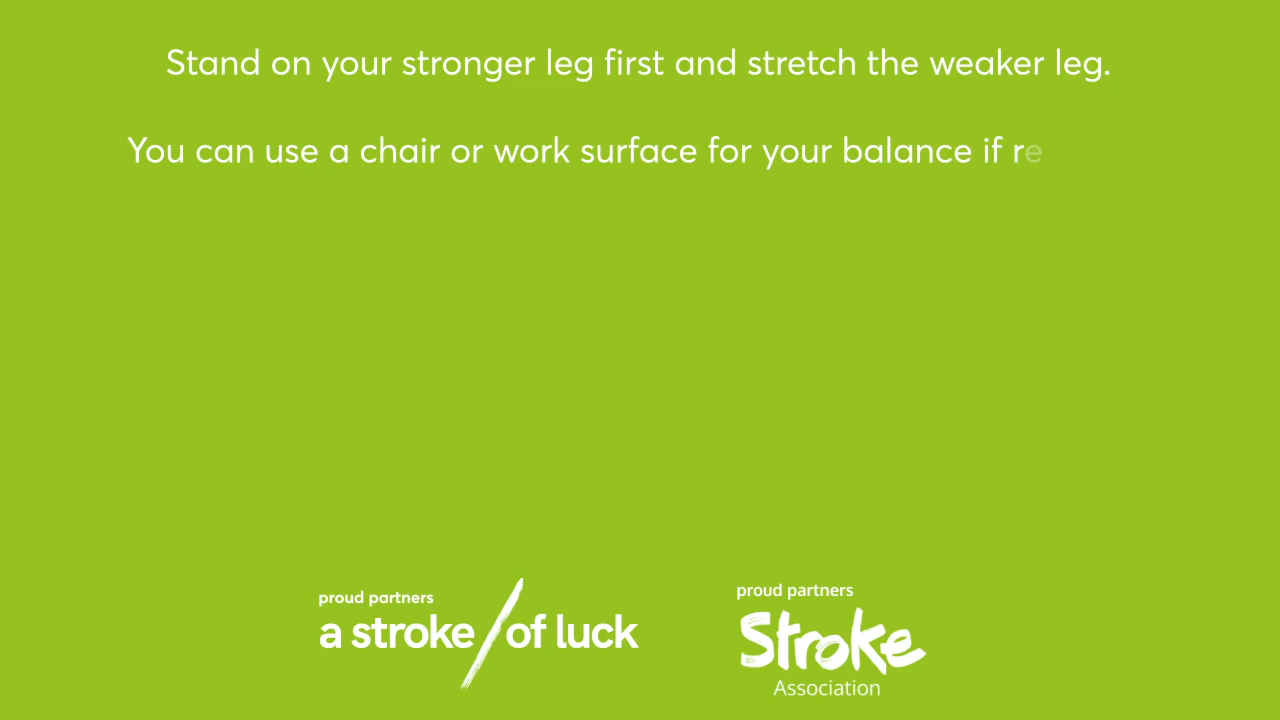 Stand on your stronger leg first and stretch the weaker leg.
You can use a chair or work surface for your balance if re
proud partners
a stroke of luck
proud partners
Stroke
Association